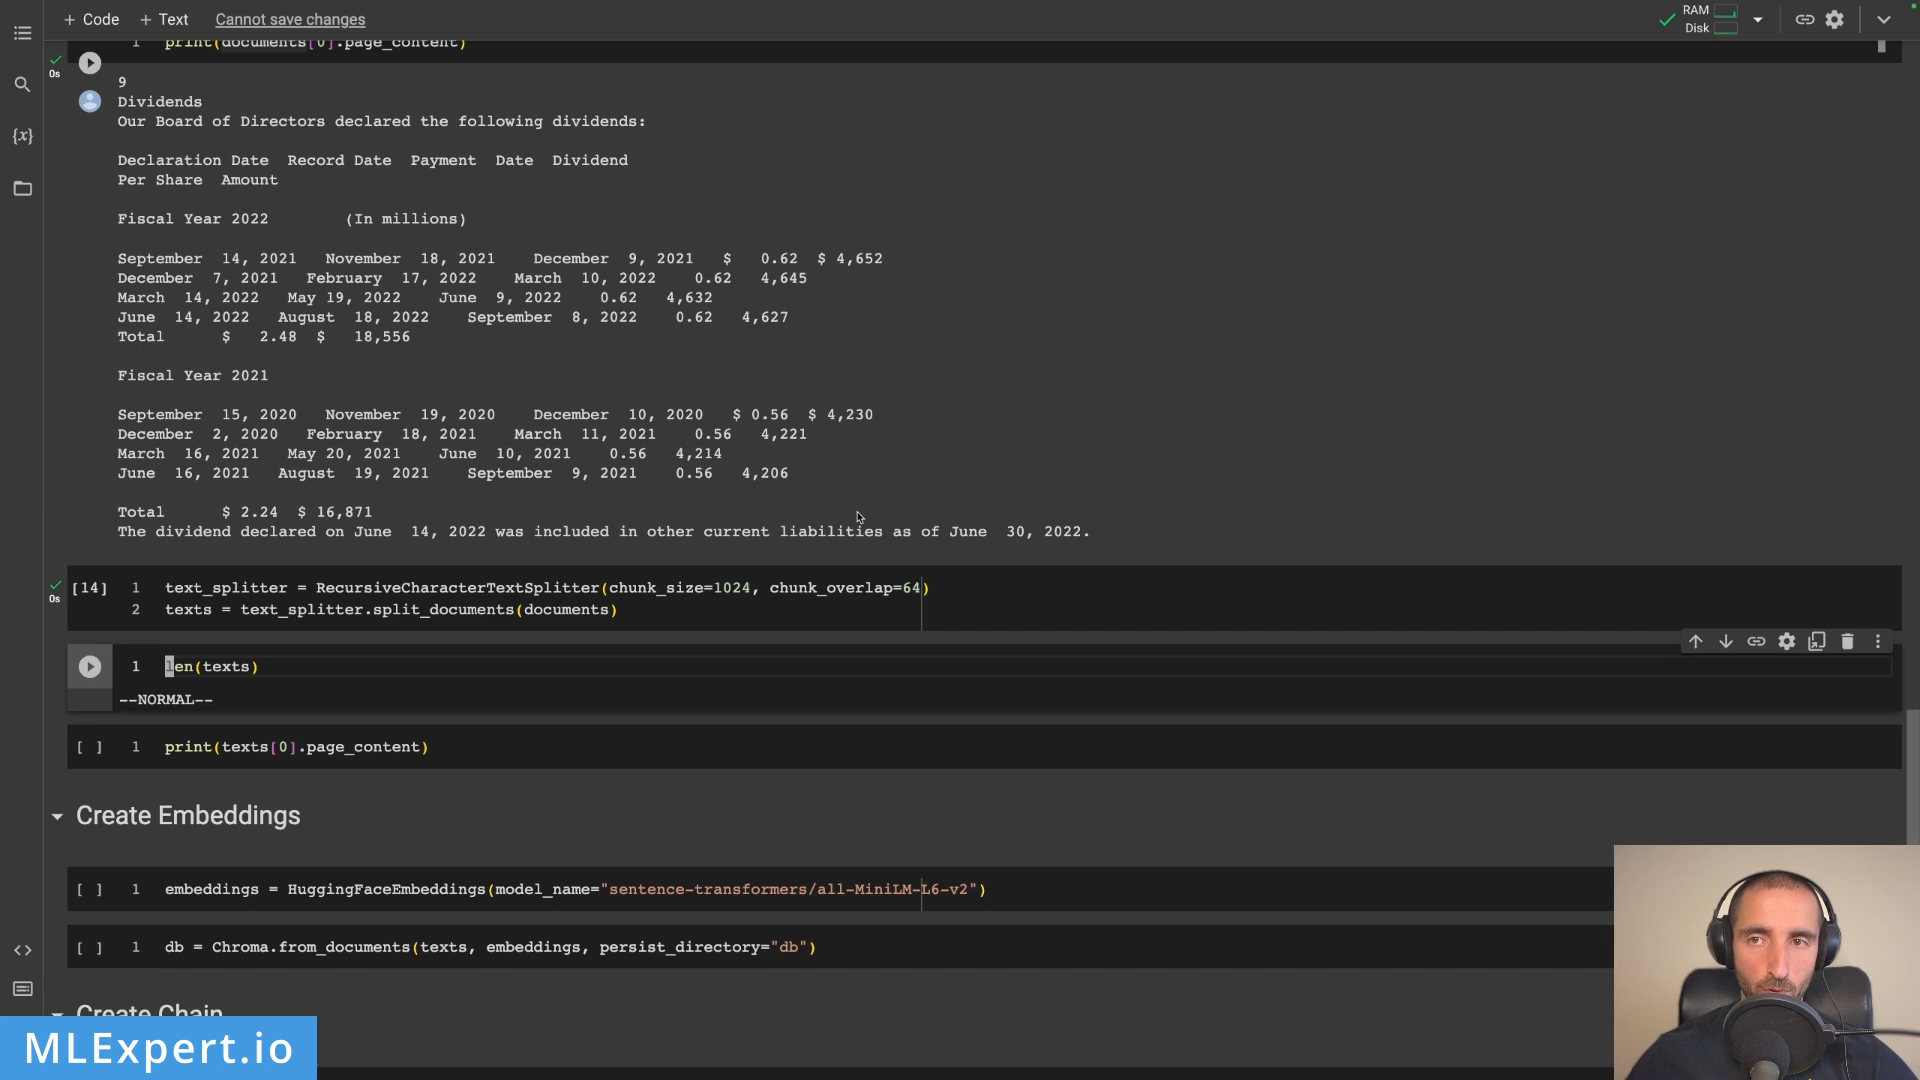 + Code + Text Cannot save changes
RAM
Disk
1 print(documents[0].page_content)
0s
9
Dividends
Our Board of Directors declared the following dividends:
Declaration Date Record Date Payment Date Dividend
Per Share Amount
Fiscal Year 2022 (In millions)
September 14, 2021 November 18, 2021 December 9, 2021 $ 0.62 $ 4,652
December 7, 2021 February 17, 2022 March 10, 2022 0.62 4,645
March 14, 2022 May 19, 2022 June 9, 2022 0.62 4,632
June 14, 2022 August 18, 2022 September 8, 2022 0.62 4,627
Total $ 2.48 $ 18,556
Fiscal Year 2021
September 15, 2020 November 19, 2020 December 10, 2020 $ 0.56 $ 4,230
December 2, 2020 February 18, 2021 March 11, 2021 0.56 4,221
March 16, 2021 May 20, 2021 June 10, 2021 0.56 4,214
June 16, 2021 August 19, 2021 September 9, 2021 0.56 4,206
Total $ 2.24 $ 16,871
The dividend declared on June 14, 2022 was included in other current liabilities as of June 30, 2022.
[14] 1 text_splitter = RecursiveCharacterTextSplitter(chunk_size=1024, chunk_overlap=64)
0s
2 texts = text_splitter.split_documents(documents)
1 len(texts)
--NORMAL--
[ ] 1 print(texts[0].page_content)
Create Embeddings
[ ] 1 embeddings = HuggingFaceEmbeddings(model_name="sentence-transformers/all-MiniLM-L6-v2")
[ ] 1 db = Chroma.from_documents(texts, embeddings, persist_directory="db")
Create Chain
MLExpert.io